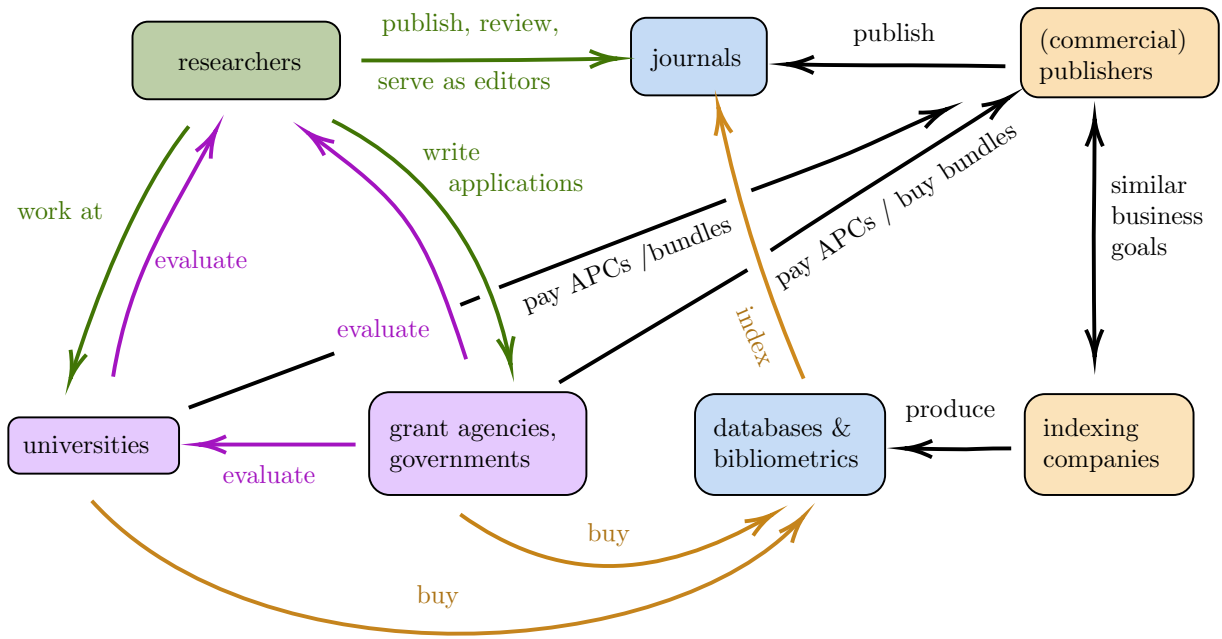 publish, review,
serve as editors
researchers
journals
publish
(commercial)
publishers
write
applications
work at
evaluate
evaluate
pay APCs /bundles
pay APCs / buy bundles
similar
business
goals
index
universities
evaluate
grant agencies,
governments
databases &
bibliometrics
produce
indexing
companies
buy
buy